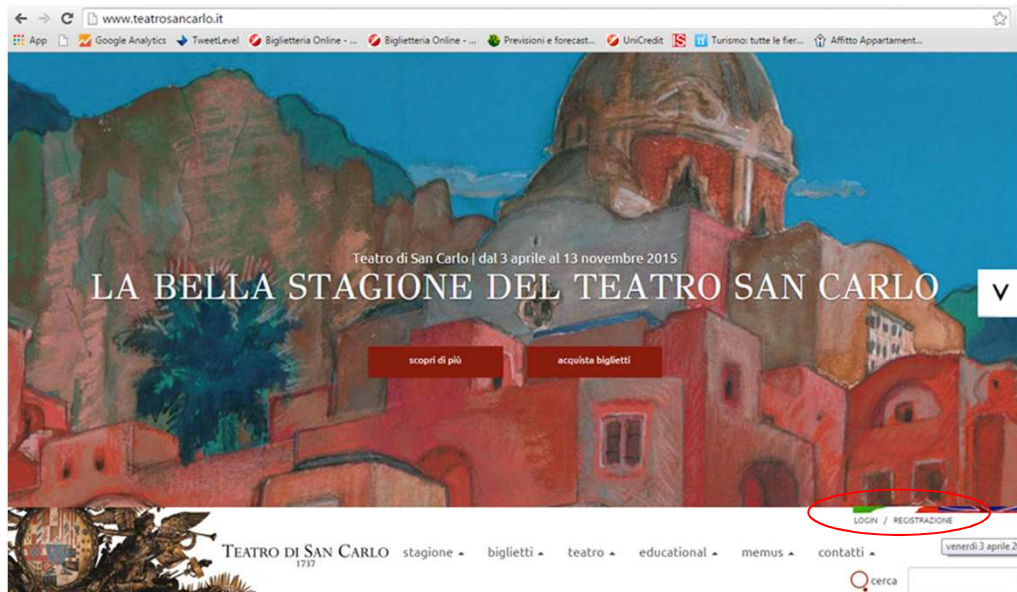 www.teatrosancarlo.it
App Google Analytics TweetLevel Biglietteria Online - ... Biglietteria Online - ... Previsioni e forecast... UniCredit Turismo: tutte le fier... Affitto Appartament...
Teatro di San Carlo | dal 3 aprile al 13 novembre 2015
LA BELLA STAGIONE DEL TEATRO SAN CARLO
V
scopri di più acquista biglietti
LOGIN / REGISTRAZIONE
TEATRO DI SAN CARLO stagione biglietti teatro educational memus contatti
1737
venerdì 3 aprile 2
cerca